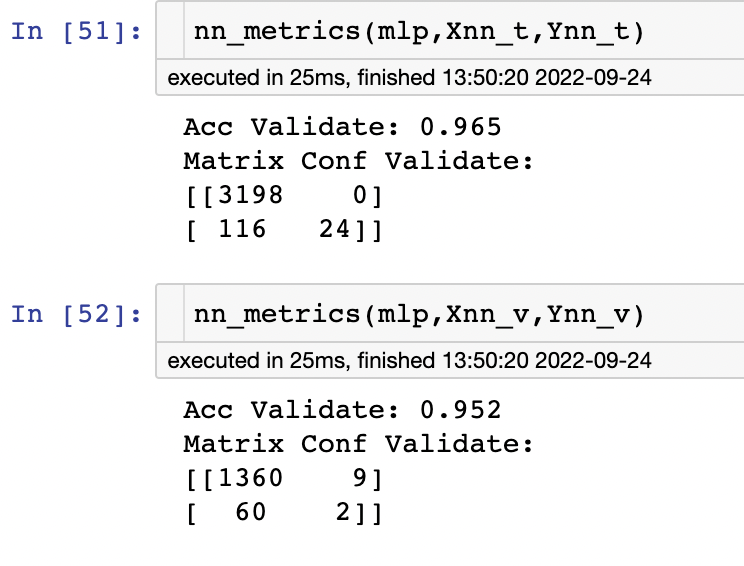 In [51]: nn_metrics(mlp,Xnn_t,Ynn_t)
executed in 25ms, finished 13:50:20 2022-09-24
Acc Validate: 0.965
Matrix Conf Validate:
[[3198    0]
[ 116   24]]
In [52]: nn_metrics(mlp,Xnn_v,Ynn_v)
executed in 25ms, finished 13:50:20 2022-09-24
Acc Validate: 0.952
Matrix Conf Validate:
[[1360    9]
[  60    2]]